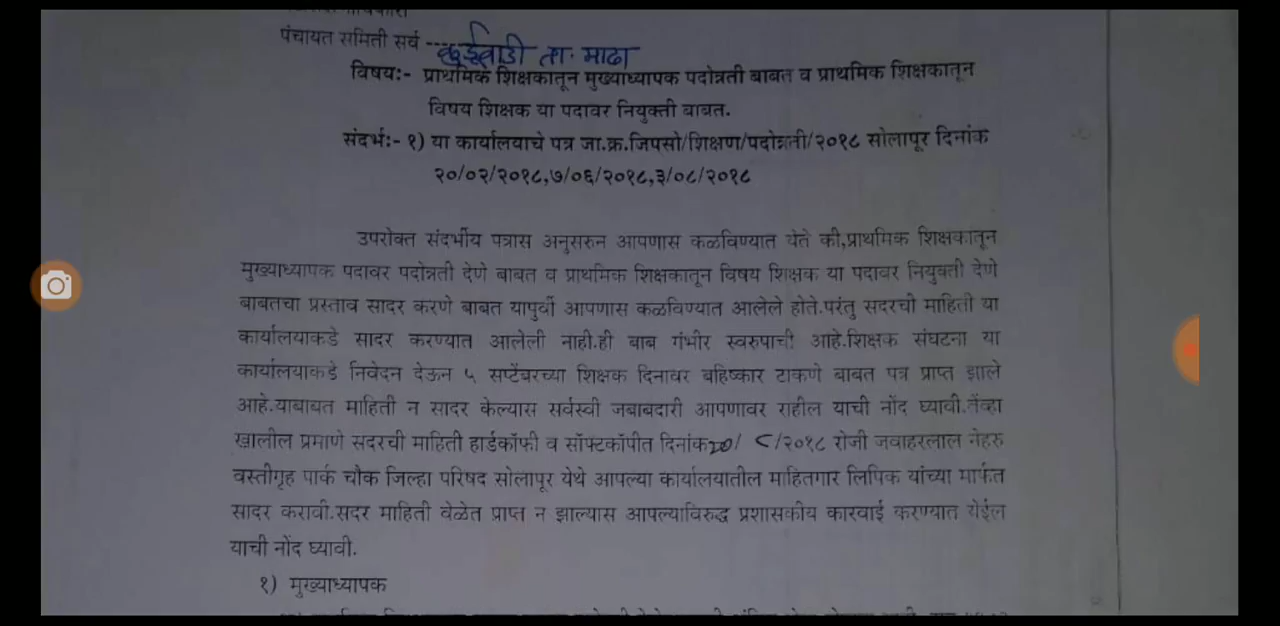 पंचायत समिती सर्व ---- कुर्डुवाडी ता. माढा
विषयः- प्राथमिक शिक्षकातून मुख्याध्यापक पदोन्नती बाबत व प्राथमिक शिक्षकातून
विषय शिक्षक या पदावर नियुक्ती बाबत.
संदर्भः- १) या कार्यालयाचे पत्र जा.क्र.जिपसो/शिक्षण/पदोन्नती/२०१८ सोलापूर दिनांक
२०/०२/२०१८,७/०६/२०१८,३/०८/२०१८
उपरोक्त संदर्भीय पत्रास अनुसरुन आपणास कळविण्यात येते की,प्राथमिक शिक्षकातून
मुख्याध्यापक पदावर पदोन्नती देणे बाबत व प्राथमिक शिक्षकातून विषय शिक्षक या पदावर नियुक्ती देणे
बाबतचा प्रस्ताव सादर करणे बाबत यापुर्वी आपणास कळविण्यात आलेले होते.परंतु सदरची माहिती या
कार्यालयाकडे सादर करण्यात आलेली नाही.ही बाब गंभीर स्वरुपाची आहे.शिक्षक संघटना या
कार्यालयाकडे निवेदन देऊन ५ सप्टेंबरच्या शिक्षक दिनावर बहिष्कार टाकणे बाबत पत्र प्राप्त झाले
आहे.याबाबत माहिती न सादर केल्यास सर्वस्वी जबाबदारी आपणावर राहील याची नोंद घ्यावी.तेंव्हा
खालील प्रमाणे सदरची माहिती हार्डकॉफी व सॉफ्टकॉपीत दिनांक २०/ ८/२०१८ रोजी जवाहरलाल नेहरु
वस्तीगृह पार्क चौक जिल्हा परिषद सोलापूर येथे आपल्या कार्यालयातील माहितगार लिपिक यांच्या मार्फत
सादर करावी.सदर माहिती वेळेत प्राप्त न झाल्यास आपल्याविरुद्ध प्रशासकीय कारवाई करण्यात येईल
याची नोंद घ्यावी.
१) मुख्याध्यापक